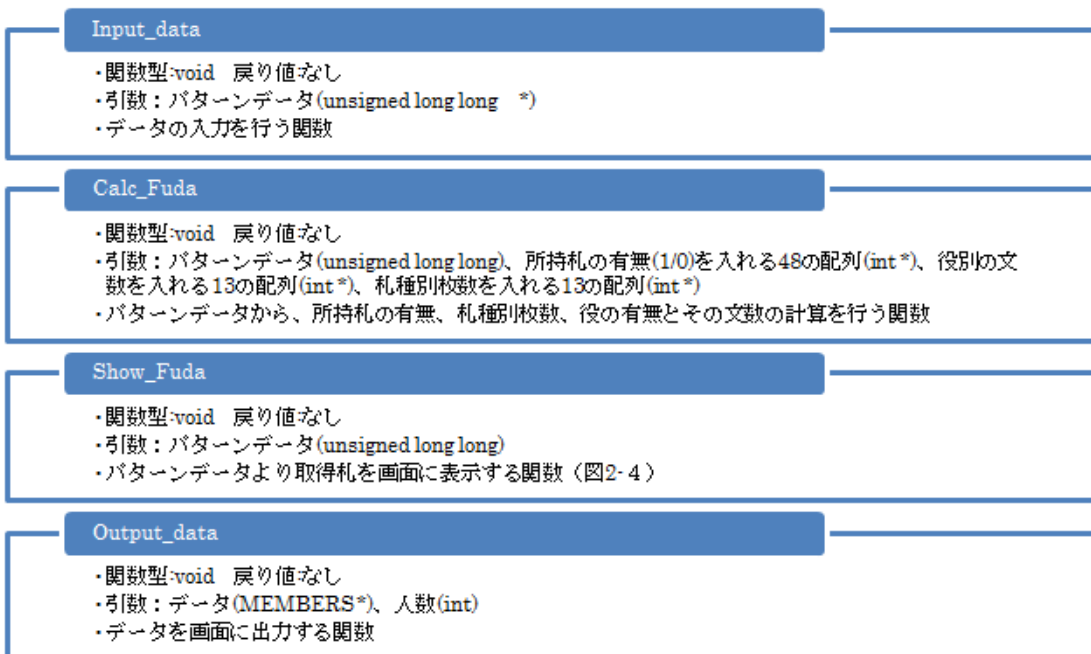 Input_data
・関数型:void 戻り値:なし
・引数：パターンデータ(unsigned long long *)
・データの入力を行う関数
Calc_Fuda
・関数型:void 戻り値:なし
・引数：パターンデータ(unsigned long long)、所持札の有無(1/0)を入れる48の配列(int *)、役別の文
数を入れる13の配列(int *)、札種別枚数を入れる13の配列(int *)
・パターンデータから、所持札の有無、札種別枚数、役の有無とその文数の計算を行う関数
Show_Fuda
・関数型:void 戻り値:なし
・引数：パターンデータ(unsigned long long)
・パターンデータより取得札を画面に表示する関数（図2-４）
Output_data
・関数型:void 戻り値:なし
・引数：データ(MEMBERS*)、人数(int)
・データを画面に出力する関数